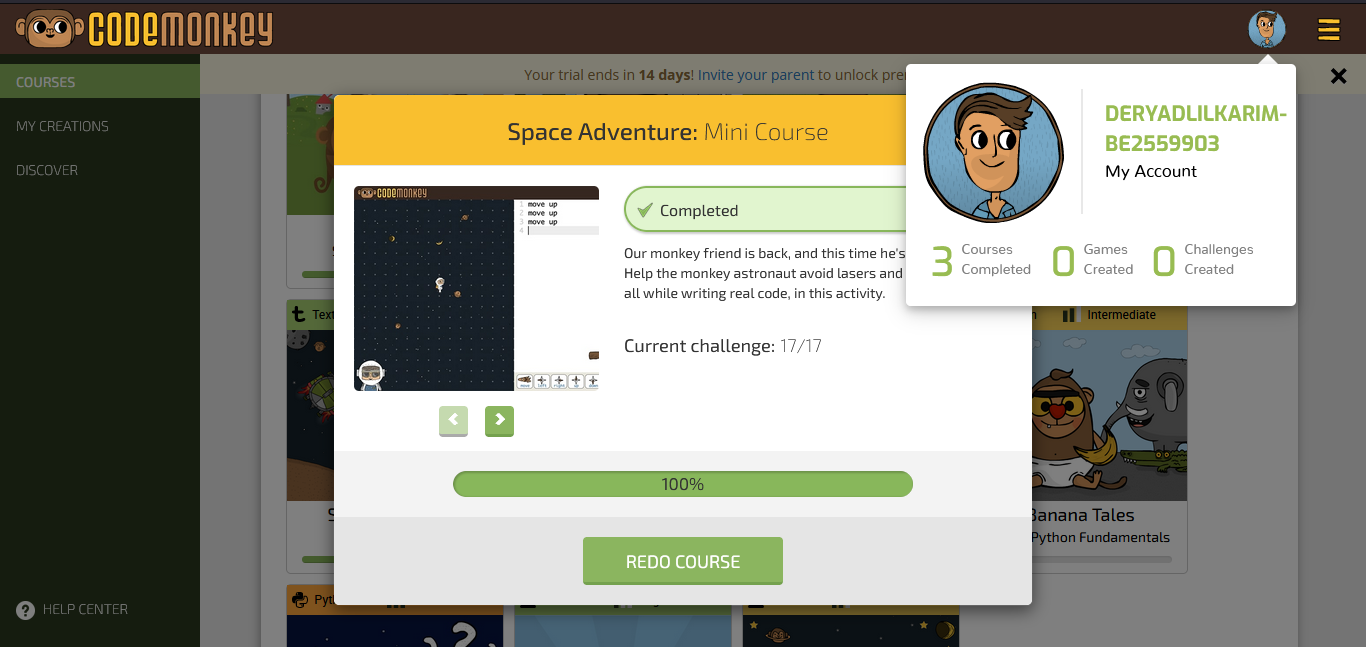 CODEMONKEY
COURSES
MY CREATIONS
DISCOVER
HELP CENTER
Your trial ends in 14 days! Invite your parent to unlock
Space Adventure: Mini Course
CODEMONKEY
1 move up
2 move up
3 move up
4
Completed
Our monkey friend is back, and this time he's
Help the monkey astronaut avoid lasers and
all while writing real code, in this activity.
Current challenge: 17/17
100%
REDO COURSE
DERYADLILKARIM-
BE2559903
My Account
3 Courses Completed
0 Games Created
0 Challenges Created
Intermediate
Banana Tales
Python Fundamentals